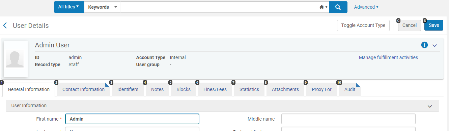 All titles Keywords Advanced
User Details Toggle Account Type Cancel Save
Admin User
ID admin Account Type Internal Manage fulfillment activities
Record type Staff User group -
General Information Contact Information Identifiers Notes Blocks Fines/Fees Statistics Attachments Proxy For Audit
User Information
First name * Admin Middle name